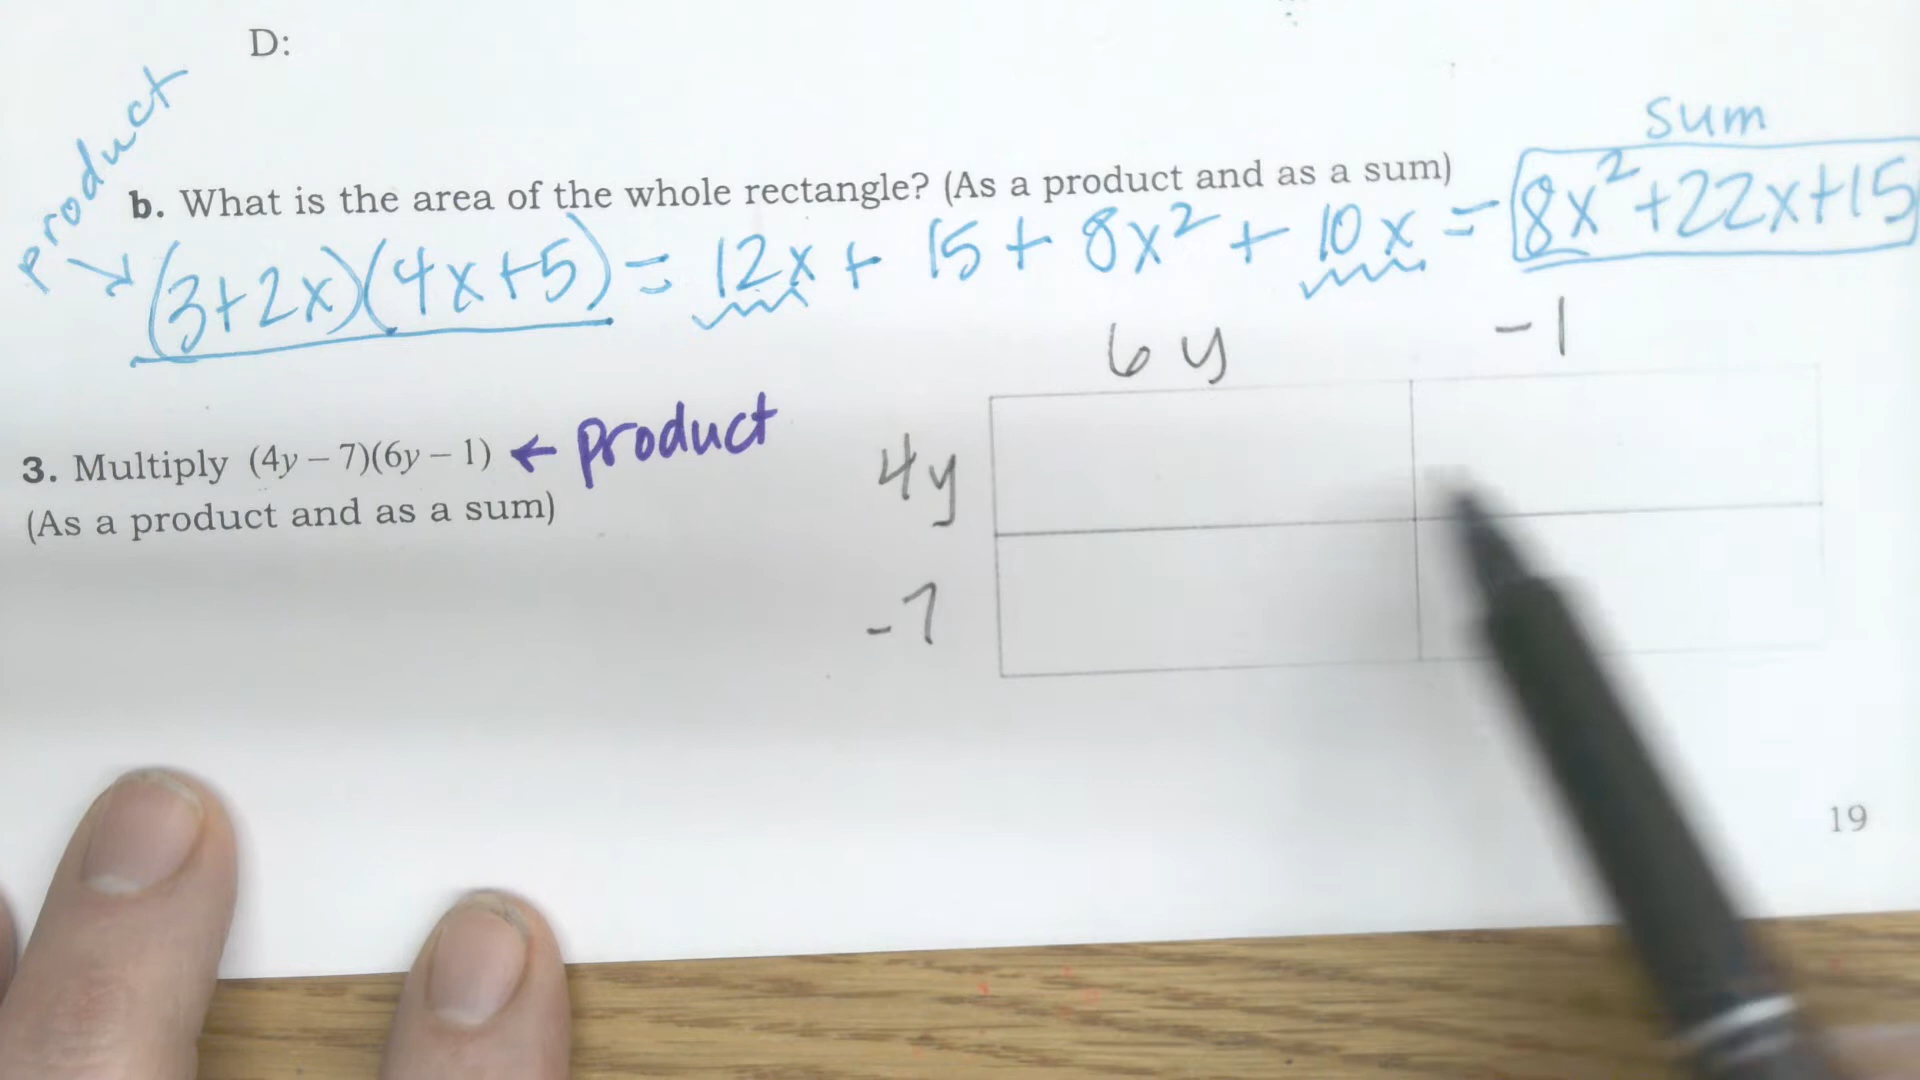 D:
product
sum
b. What is the area of the whole rectangle? (As a product and as a sum)
(3+2x)(4x+5) = 12x + 15 + 8x² + 10x = 8x²+22x+15
6y -1
3. Multiply (4y – 7)(6y – 1) ← product
(As a product and as a sum)
4y
-7
19